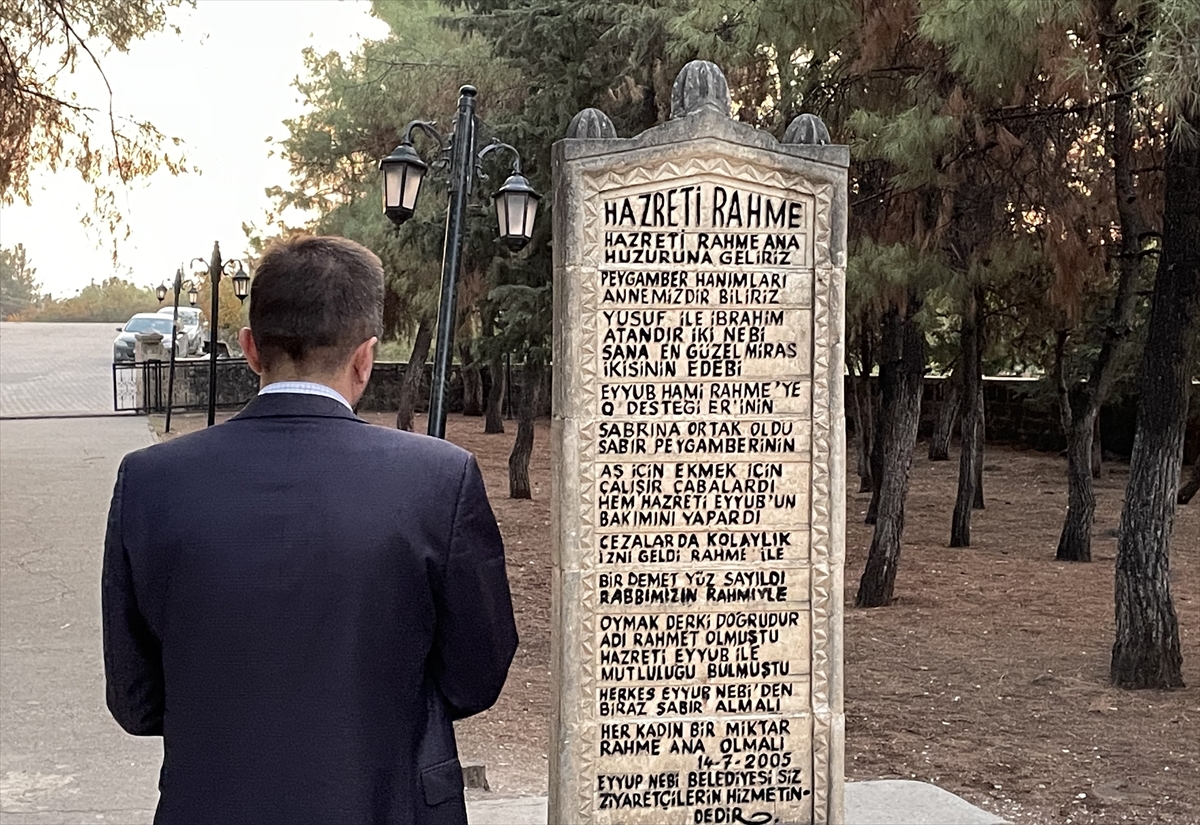 HAZRETİ RAHME
HAZRETİ RAHME ANA
HUZURUNA GELİRİZ
PEYGAMBER HANIMLARI
ANNEMİZDİR BİLİRİZ
YUSUF İLE İBRAHİM
ATANDIR İKİ NEBİ
SANA EN GÜZEL MİRAS
İKİSİNİN EDEBİ
EYYUB HAMİ RAHME'YE
O DESTEĞİ ER'İNİN
SABRINA ORTAK OLDU
SABIR PEYGAMBERİNİN
AŞ İÇİN EKMEK İÇİN
ÇALIŞIR ÇABALARDI
HEM HAZRETİ EYYUB'UN
BAKIMINI YAPARDI
CEZALARDA KOLAYLIK
İZNİ GELDİ RAHME İLE
BİR DEMET YÜZ SAYILDI
RABBIMIZIN RAHMİYLE
OYMAK DERKİ DOĞRUDUR
ADI RAHMET OLMUŞTU
HAZRETİ EYYUB İLE
MUTLULUĞU BULMUŞTU
HERKES EYYUB NEBİ'DEN
BİRAZ SABIR ALMALI
HER KADIN BİR MİKTAR
RAHME ANA OLMALI
14-7-2005
EYYUP NEBİ BELEDİYESİ SİZ
ZİYARETÇİLERİN HİZMETİN-
DEDİR